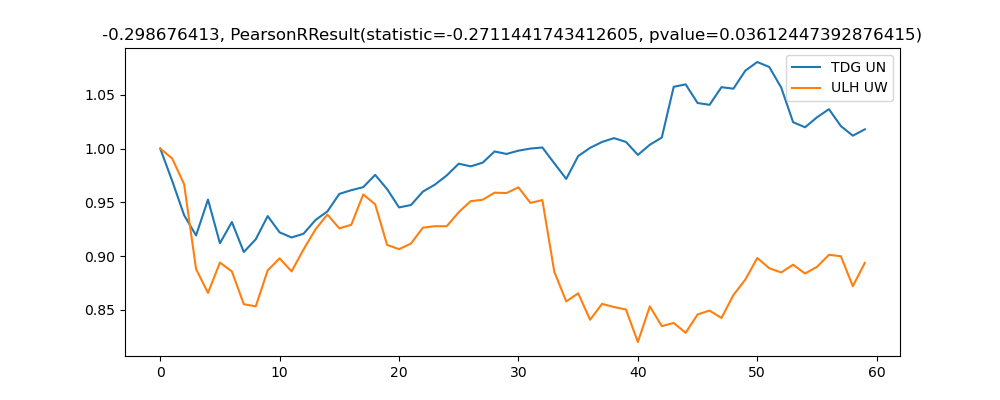 -0.298676413, PearsonRResult(statistic=-0.2711441743412605, pvalue=0.03612447392876415)
TDG UN
ULH UW
1.05
1.00
0.95
0.90
0.85
0 10 20 30 40 50 60